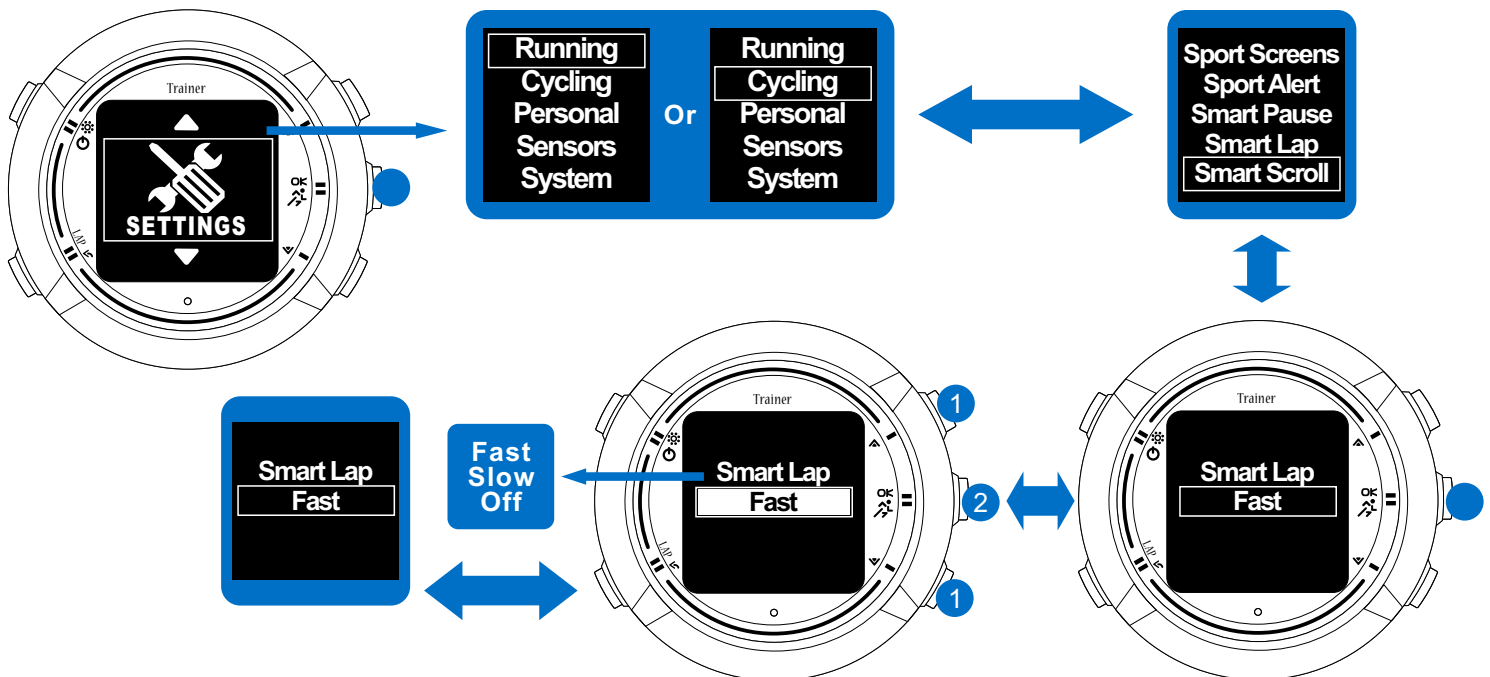 Trainer
SETTINGS
OK
LAP
Running
Cycling
Personal
Sensors
System
Or
Running
Cycling
Personal
Sensors
System
Sport Screens
Sport Alert
Smart Pause
Smart Lap
Smart Scroll
Smart Lap
Fast
Fast
Slow
Off
Trainer
Smart Lap
Fast
OK
LAP
1
2
1
Trainer
Smart Lap
Fast
OK
LAP